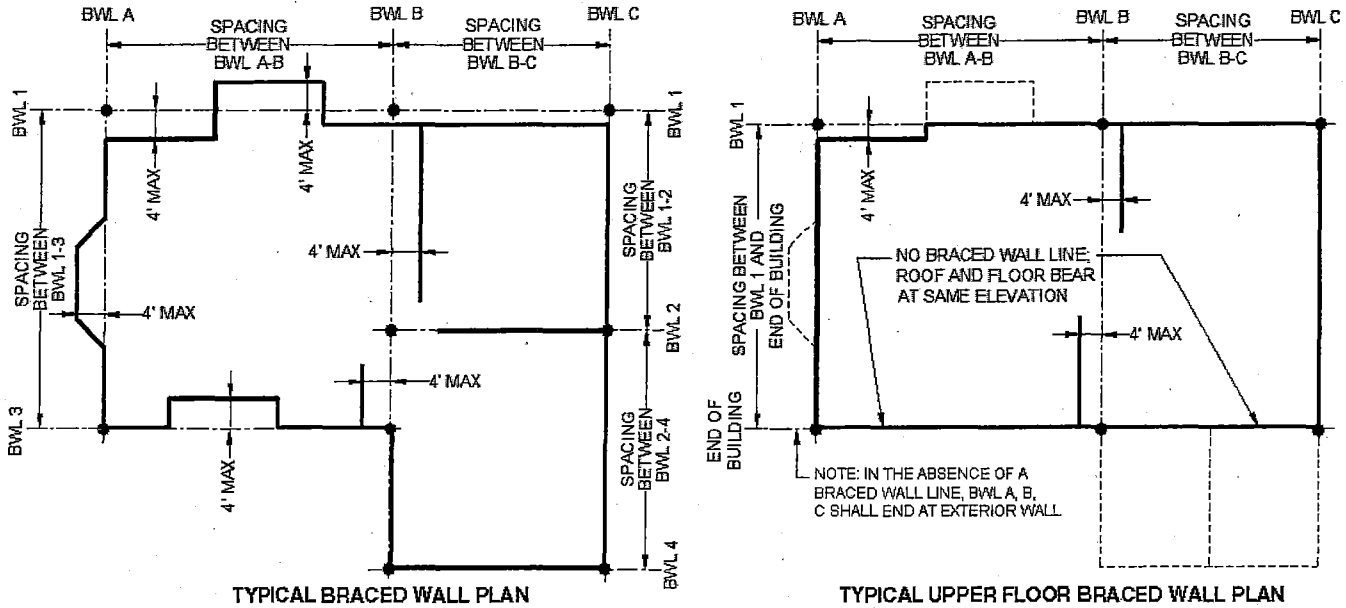 BWL A
BWL B
BWL C
SPACING
BETWEEN
BWL A-B
SPACING
BETWEEN
BWL B-C
BWL 1
BWL 1
4' MAX
4' MAX
SPACING
BETWEEN
BWL 1-3
SPACING
BETWEEN
BWL 1-2
4' MAX
4' MAX
BWL 2
4' MAX
BWL 3
4' MAX
SPACING
BETWEEN
BWL 2-4
BWL 4
TYPICAL BRACED WALL PLAN
BWL A
BWL B
BWL C
SPACING
BETWEEN
BWL A-B
SPACING
BETWEEN
BWL B-C
BWL 1
4' MAX
4' MAX
SPACING BETWEEN
BWL 1 AND
END OF BUILDING
NO BRACED WALL LINE;
ROOF AND FLOOR BEAR
AT SAME ELEVATION
4' MAX
END OF
BUILDING
NOTE: IN THE ABSENCE OF A
BRACED WALL LINE, BWL A, B,
C SHALL END AT EXTERIOR WALL
TYPICAL UPPER FLOOR BRACED WALL PLAN